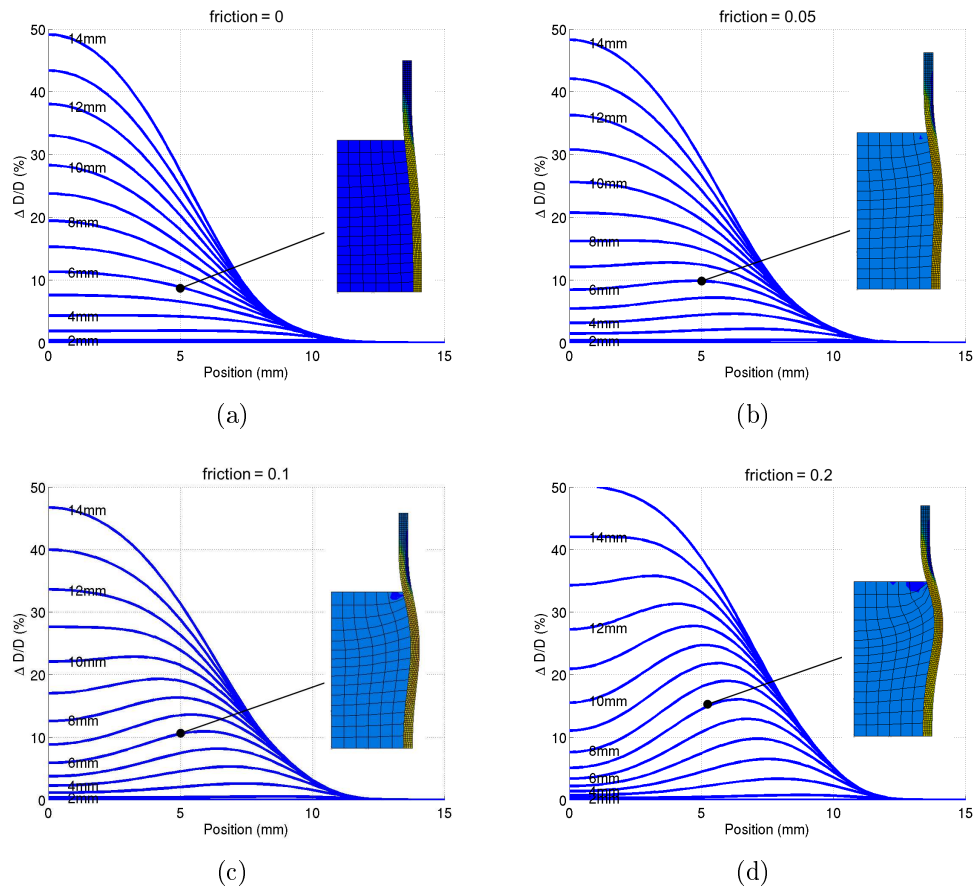 friction = 0
Δ D/D (%)
50
40
30
20
10
0
14mm
12mm
10mm
8mm
6mm
4mm
2mm
0
5
10
15
Position (mm)
(a)
friction = 0.05
Δ D/D (%)
50
40
30
20
10
0
14mm
12mm
10mm
8mm
6mm
4mm
2mm
0
5
10
15
Position (mm)
(b)
friction = 0.1
Δ D/D (%)
50
40
30
20
10
0
14mm
12mm
10mm
8mm
6mm
4mm
2mm
0
5
10
15
Position (mm)
(c)
friction = 0.2
Δ D/D (%)
50
40
30
20
10
0
14mm
12mm
10mm
8mm
6mm
4mm
2mm
0
5
10
15
Position (mm)
(d)